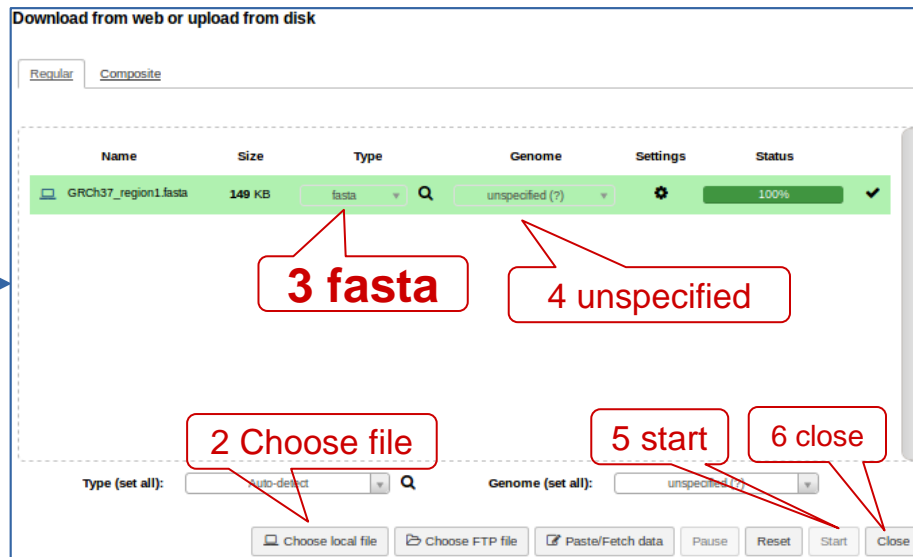 Download from web or upload from disk
Regular Composite
Name Size Type Genome Settings Status
GRCh37_region1.fasta 149 KB fasta unspecified (?) 100%
3 fasta
4 unspecified
2 Choose file
5 start
6 close
Type (set all): Auto-detect Genome (set all): unspecified (?)
Choose local file Choose FTP file Paste/Fetch data Pause Reset Start Close